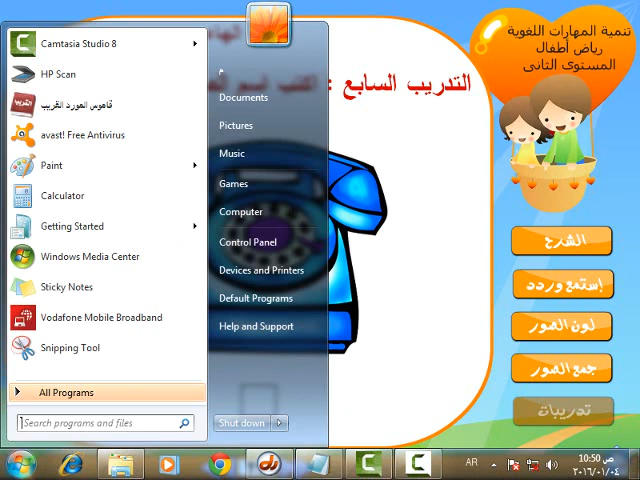 Camtasia Studio 8
HP Scan
قاموس المورد القريب
avast! Free Antivirus
Paint
Calculator
Getting Started
Windows Media Center
Sticky Notes
Vodafone Mobile Broadband
Snipping Tool
All Programs
Search programs and files
م
Documents
Pictures
Music
Games
Computer
Control Panel
Devices and Printers
Default Programs
Help and Support
Shut down
التدريب السابع : اكتب اسم
تنمية المهارات اللغوية
رياض أطفال
المستوى الثانى
الشرح
إستمع وردد
لون الصور
جمع الصور
تدريبات
AR
10:50 ص
٢٠١٦/٠١/٠٤